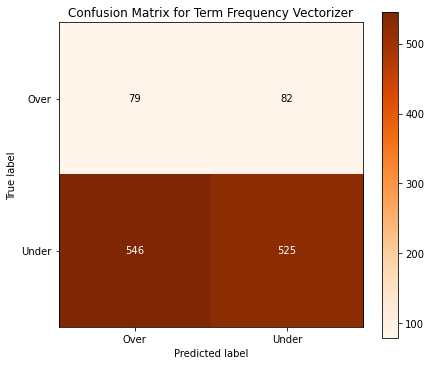 Confusion Matrix for Term Frequency Vectorizer
500
Over
79
82
400
True label
300
Under
546
525
200
100
Over
Under
Predicted label